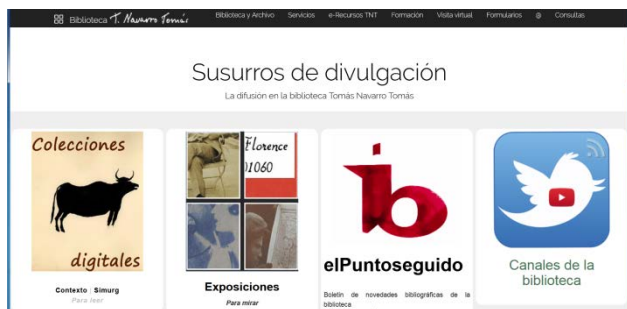 Biblioteca T. Navarro Tomás
Biblioteca y Archivo Servicios e-Recursos TNT Formación Visita virtual Formularios @ Consultas
Susurros de divulgación
La difusión en la biblioteca Tomás Navarro Tomás
Colecciones
digitales
Contexto | Simurg
Para leer
Florence
01060
Exposiciones
Para mirar
elPuntoseguido
Boletín de novedades bibliográficas de la
biblioteca
Canales de la
biblioteca